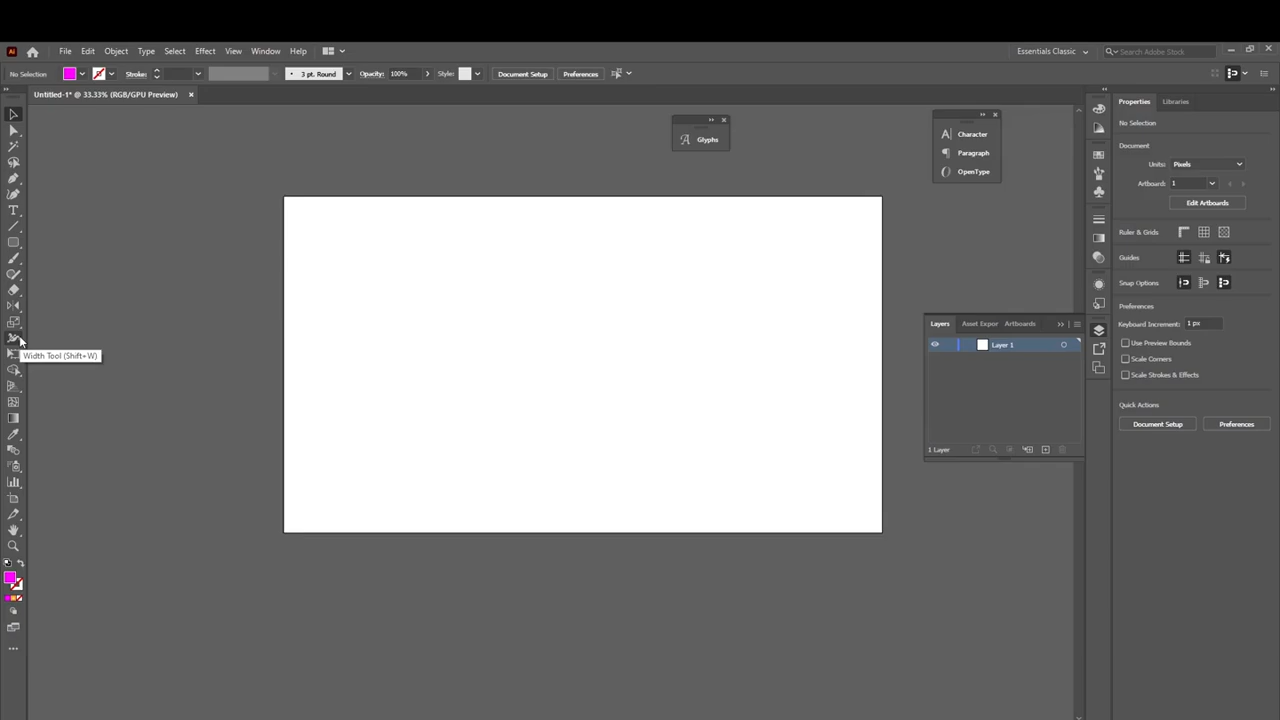 Ai File Edit Object Type Select Effect View Window Help Essentials Classic Search Adobe Stock
No Selection Stroke: 3 pt. Round Opacity: 100% Style: Document Setup Preferences
Untitled-1* @ 33.33% (RGB/GPU Preview)
Properties Libraries
No Selection
Glyphs
Character
Paragraph
OpenType
Document
Units: Pixels
Artboard: 1
Edit Artboards
Ruler & Grids
Guides
Snap Options
Preferences
Keyboard Increment: 1 px
Use Preview Bounds
Scale Corners
Scale Strokes & Effects
Quick Actions
Document Setup Preferences
Layers Asset Expor Artboards
Layer 1
1 Layer
Width Tool (Shift+W)